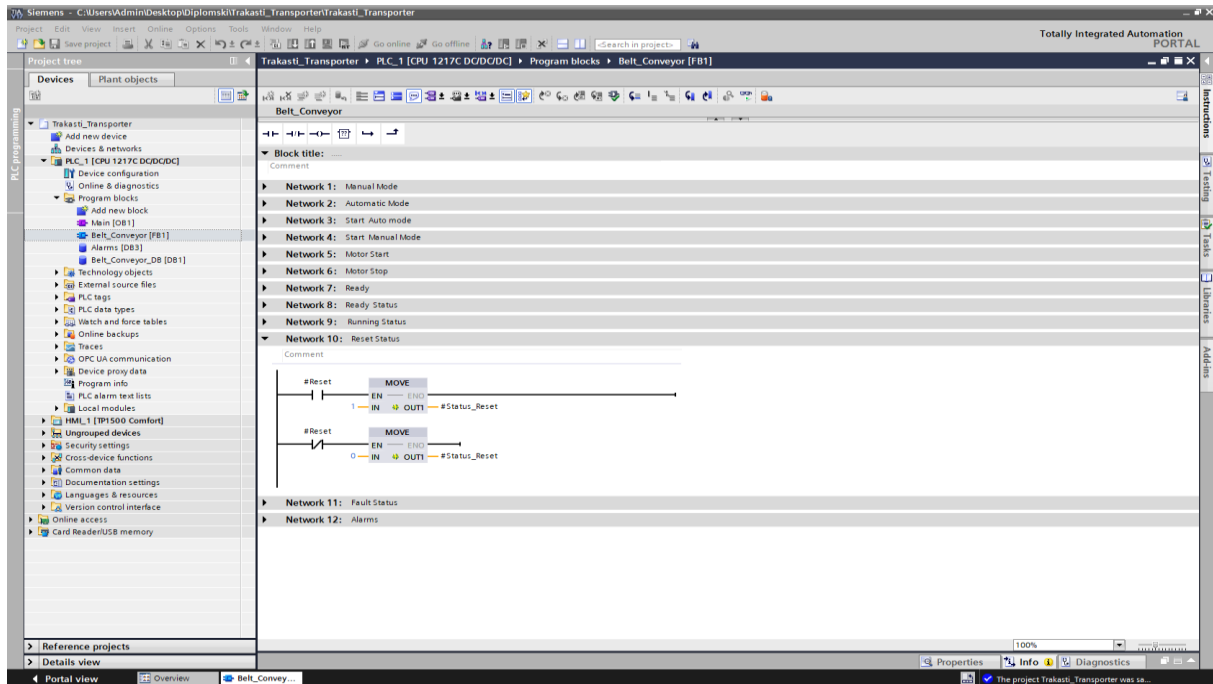 Siemens - C:\Users\Admin\Desktop\Diplomski\Trakasti_Transporter\Trakasti_Transporter
Project Edit View Insert Online Options Tools Window Help
Save project Go online Go offline <Search in project>
Totally Integrated Automation
PORTAL
Project tree
Trakasti_Transporter PLC_1 [CPU 1217C DC/DC/DC] Program blocks Belt_Conveyor [FB1]
Devices Plant objects
Belt_Conveyor
PLC programming
Trakasti_Transporter
Add new device
Devices & networks
PLC_1 [CPU 1217C DC/DC/DC]
Device configuration
Online & diagnostics
Program blocks
Add new block
Main [OB1]
Belt_Conveyor [FB1]
Alarms [DB3]
Belt_Conveyor_DB [DB1]
Technology objects
External source files
PLC tags
PLC data types
Watch and force tables
Online backups
Traces
OPC UA communication
Device proxy data
Program info
PLC alarm text lists
Local modules
HMI_1 [TP1500 Comfort]
Ungrouped devices
Security settings
Cross-device functions
Common data
Documentation settings
Languages & resources
Version control interface
Online access
Card Reader/USB memory
Reference projects
Details view
??
Block title: .....
Comment
Network 1: Manual Mode
Network 2: Automatic Mode
Network 3: Start Auto mode
Network 4: Start Manual Mode
Network 5: Motor Start
Network 6: Motor Stop
Network 7: Ready
Network 8: Ready Status
Network 9: Running Status
Network 10: Reset Status
Comment
#Reset MOVE
EN ENO
1 IN OUT1 #Status_Reset
#Reset MOVE
EN ENO
0 IN OUT1 #Status_Reset
Network 11: Fault Status
Network 12: Alarms
Instructions
Testing
Tasks
Libraries
Add-ins
100%
Properties Info Diagnostics
Portal view Overview Belt_Convey... The project Trakasti_Transporter was sa...